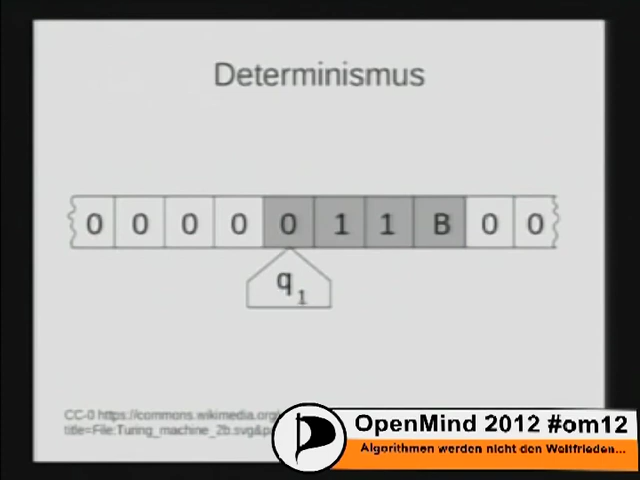 Determinismus
0 0 0 0 0 1 1 B 0 0
q1
CC-0 https://commons.wikimedia.org/
title=File:Turing_machine_2b.svg&p
OpenMind 2012 #om12
Algorithmen werden nicht den Weltfrieden...